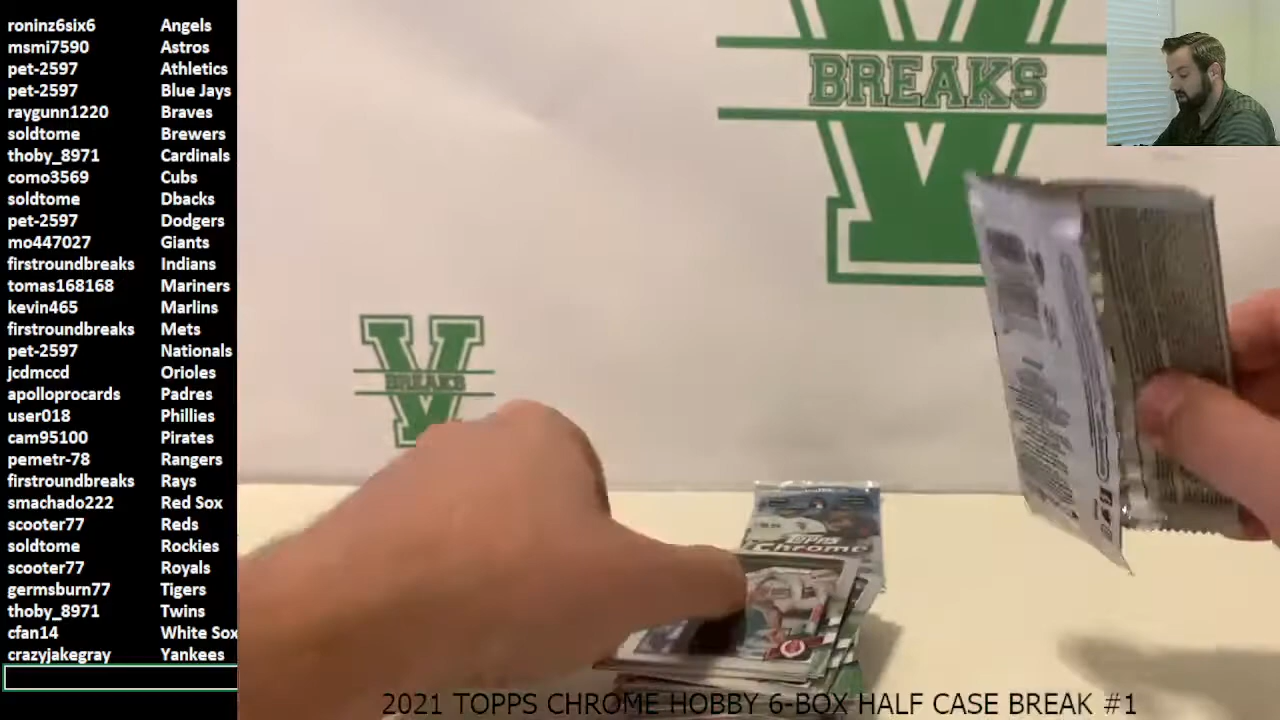 roninz6six6 Angels
msmi7590 Astros
pet-2597 Athletics
pet-2597 Blue Jays
raygunn1220 Braves
soldtome Brewers
thoby_8971 Cardinals
como3569 Cubs
soldtome Dbacks
pet-2597 Dodgers
mo447027 Giants
firstroundbreaks Indians
tomas168168 Mariners
kevin465 Marlins
firstroundbreaks Mets
pet-2597 Nationals
jcdmccd Orioles
apolloprocards Padres
user018 Phillies
cam95100 Pirates
pemetr-78 Rangers
firstroundbreaks Rays
smachado222 Red Sox
scooter77 Reds
soldtome Rockies
scooter77 Royals
germsburn77 Tigers
thoby_8971 Twins
cfan14 White Sox
crazyjakegray Yankees
V
BREAKS
V
BREAKS
TOPPS
Chrome
2021 TOPPS CHROME HOBBY 6-BOX HALF CASE BREAK #1